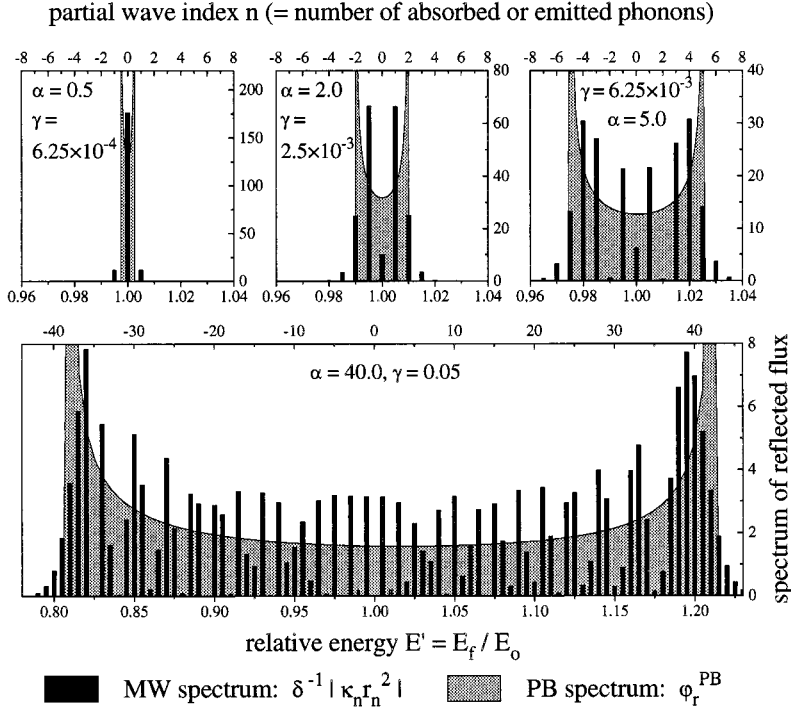 partial wave index n (= number of absorbed or emitted phonons)
-8 -6 -4 -2 0 2 4 6 8
-8 -6 -4 -2 0 2 4 6 8
-8 -6 -4 -2 0 2 4 6 8
α = 0.5
γ =
6.25×10⁻⁴
200
150
100
50
0
0.96 0.98 1.00 1.02 1.04
α = 2.0
γ =
2.5×10⁻³
80
60
40
20
0
0.96 0.98 1.00 1.02 1.04
γ = 6.25×10⁻³
α = 5.0
40
30
20
10
0
0.96 0.98 1.00 1.02 1.04
-40 -30 -20 -10 0 10 20 30 40
α = 40.0, γ = 0.05
8
6
4
2
0
spectrum of reflected flux
0.80 0.85 0.90 0.95 1.00 1.05 1.10 1.15 1.20
relative energy E' = E_f / E_o
MW spectrum: δ⁻¹ | κ_n r_n² |
PB spectrum: φ_r^PB